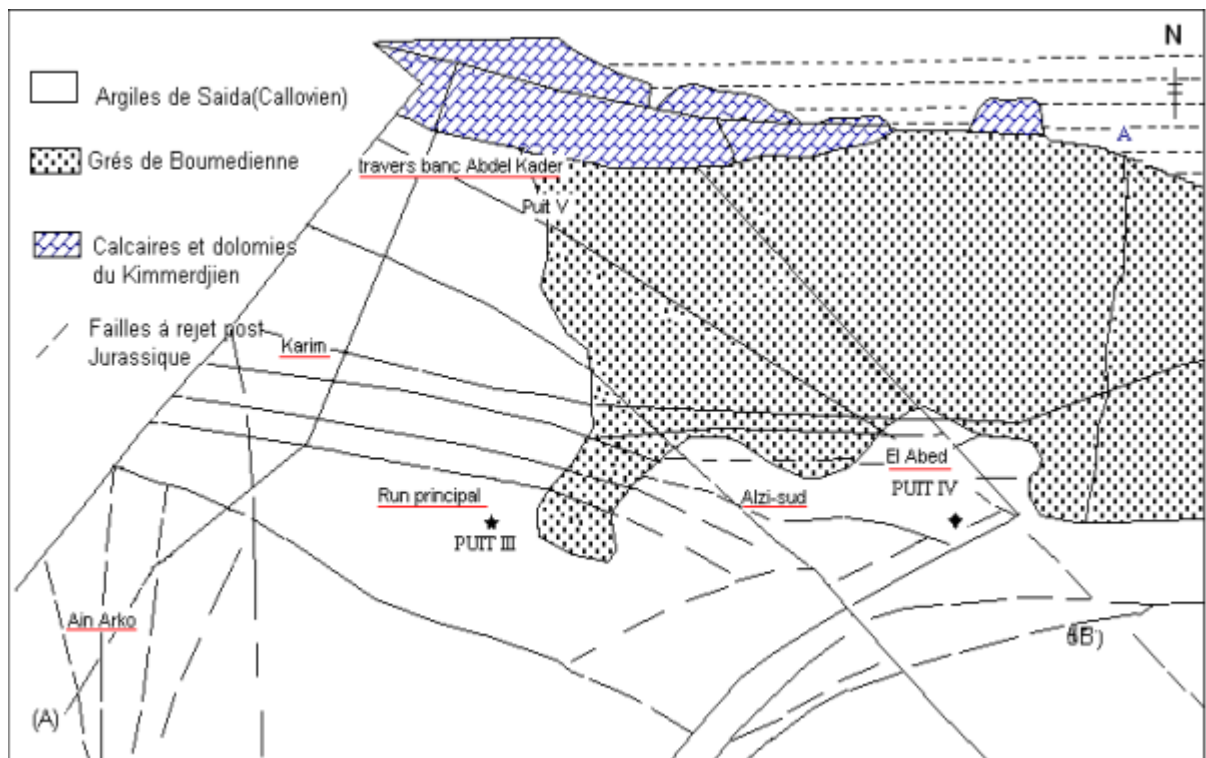 N
Argiles de Saida(Callovien)
A
Grés de Boumedienne
travers banc Abdel Kader
Puit V
Calcaires et dolomies
du Kimmerdjien
Failles á rejet post
Jurassique
Karim
El Abed
PUIT IV
Run principal
Alzi-sud
PUIT III
Ain Arko
(A)